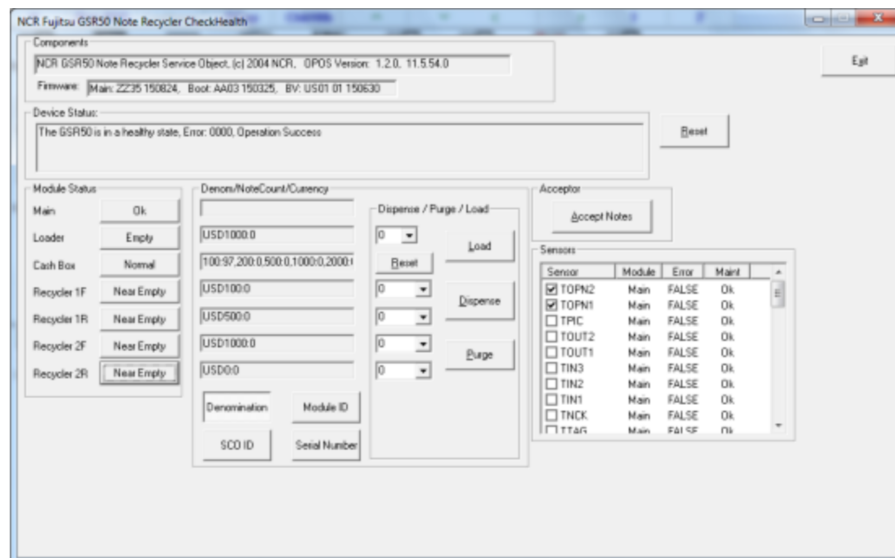 NCR Fujitsu GSR50 Note Recycler CheckHealth
Components
NCR GSR50 Note Recycler Service Object, (c) 2004 NCR, OPOS Version: 1.2.0, 11.5.54.0
Exit
Firmware: Main: ZZ35 150824, Boot: AA03 150325, BV: US01 01 150630
Device Status:
The GSR50 is in a healthy state, Error: 0000, Operation Success
Reset
Module Status
Main Ok
Loader Empty
Cash Box Normal
Recycler 1F Near Empty
Recycler 1R Near Empty
Recycler 2F Near Empty
Recycler 2R Near Empty
Denom/NoteCount/Currency
USD1000:0
100:97,200:0,500:0,1000:0,2000:0
USD100:0
USD500:0
USD1000:0
USD0:0
Denomination Module ID
SCO ID Serial Number
Dispense / Purge / Load
0
Reset
0
0
0
0
Load
Dispense
Purge
Acceptor
Accept Notes
Sensors
Sensor Module Error Maint
TOPN2 Main FALSE Ok
TOPN1 Main FALSE Ok
TPIC Main FALSE Ok
TOUT2 Main FALSE Ok
TOUT1 Main FALSE Ok
TIN3 Main FALSE Ok
TIN2 Main FALSE Ok
TIN1 Main FALSE Ok
TNCK Main FALSE Ok
TTAG Main FALSE Ok